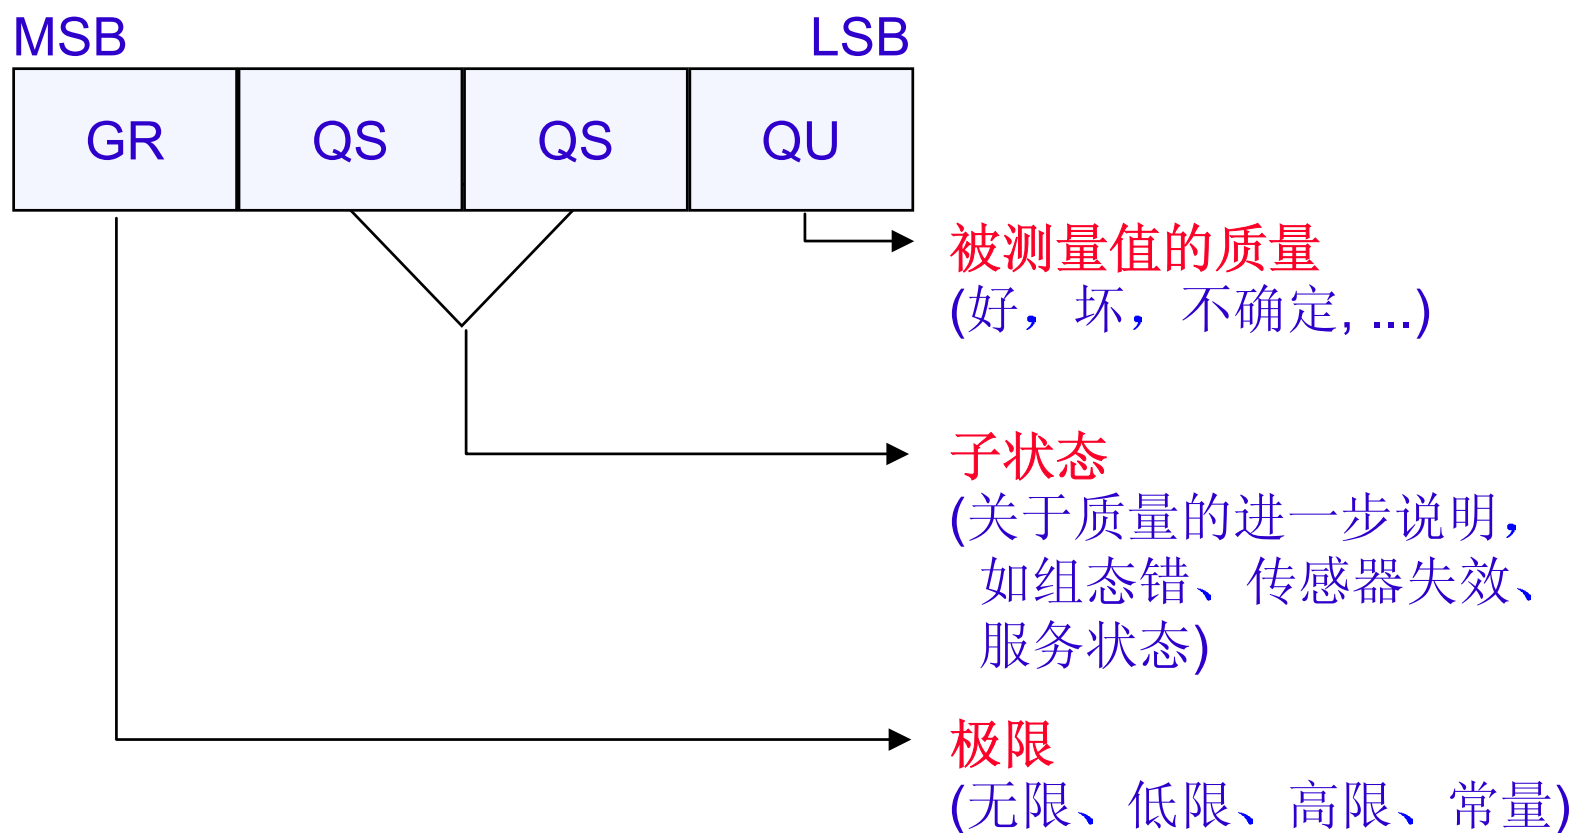 MSB LSB
GR QS QS QU
被测量值的质量
(好，坏，不确定, ...)
子状态
(关于质量的进一步说明，
如组态错、传感器失效、
服务状态)
极限
(无限、低限、高限、常量)